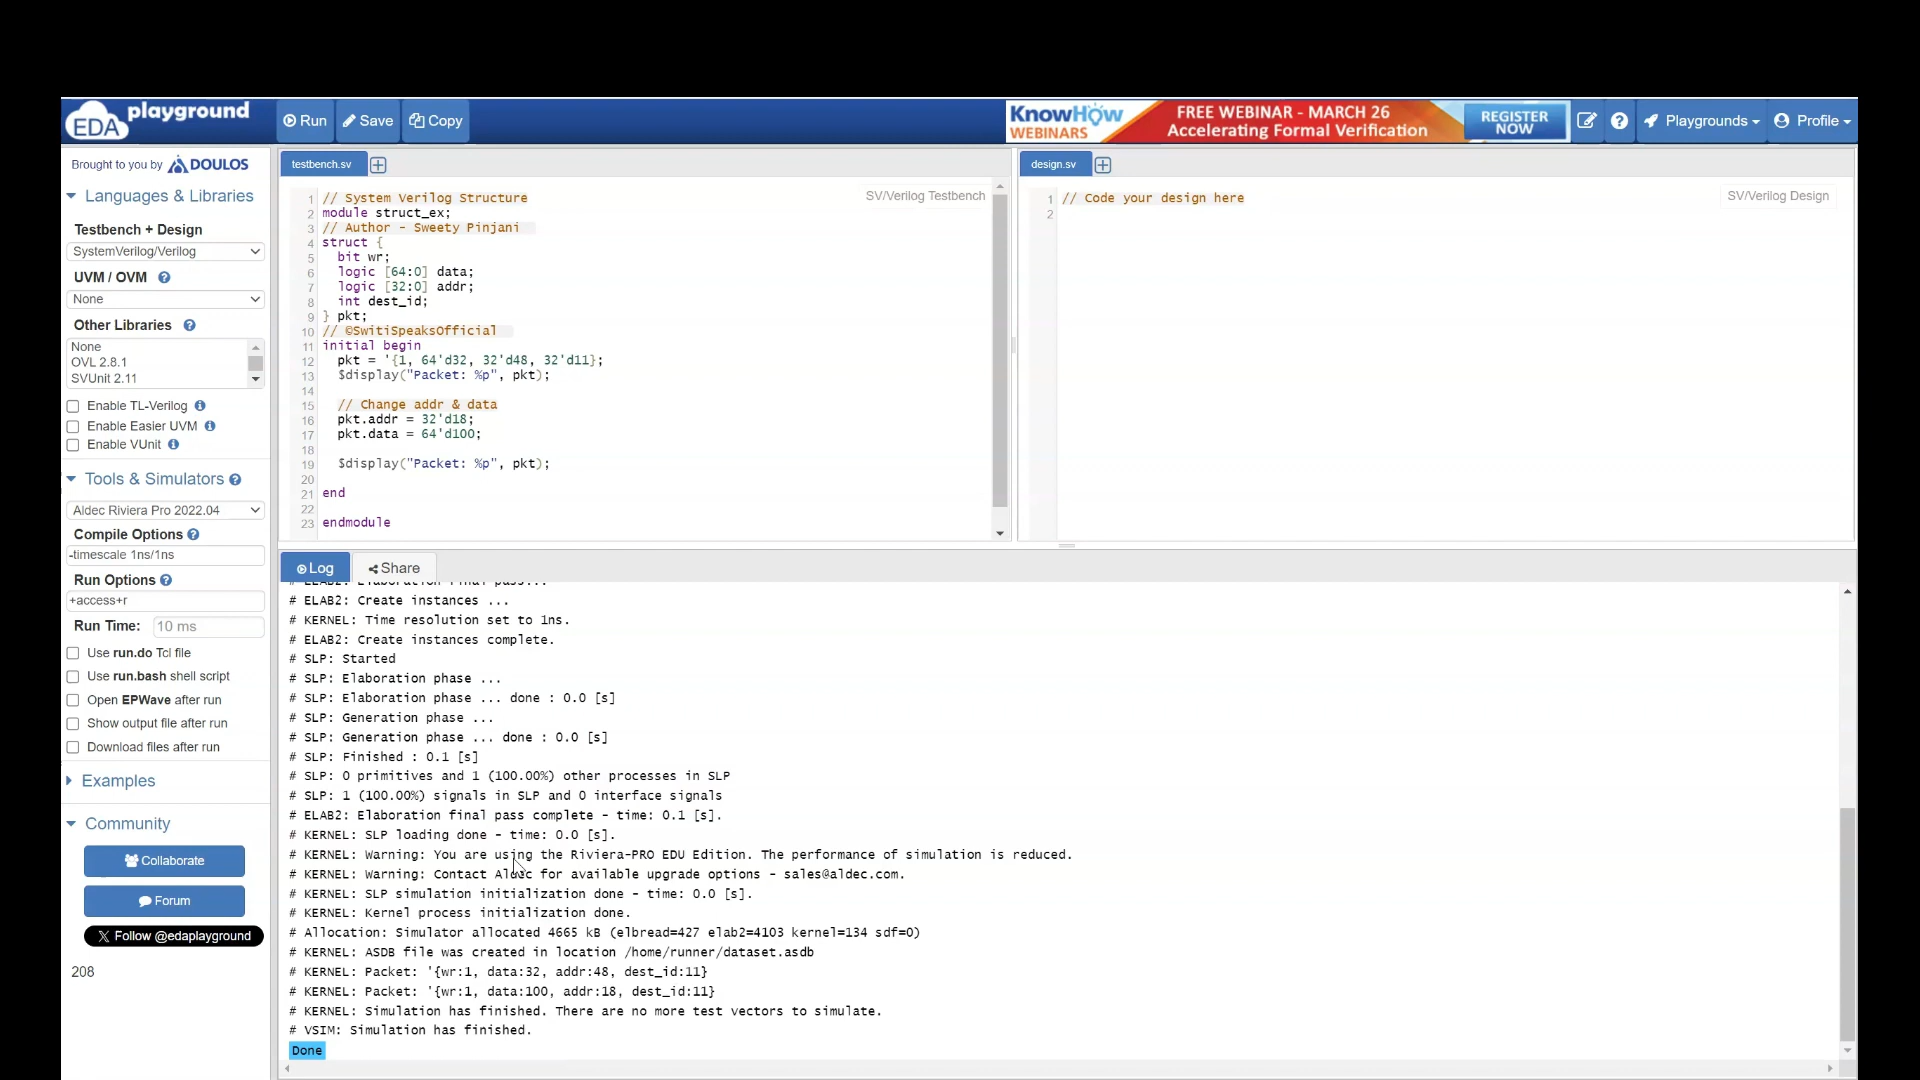 EDA playground
Run
Save
Copy
KnowHow
WEBINARS
FREE WEBINAR - MARCH 26
Accelerating Formal Verification
REGISTER
NOW
Playgrounds
Profile
Brought to you by DOULOS
Languages & Libraries
Testbench + Design
SystemVerilog/Verilog
UVM / OVM
None
Other Libraries
None
OVL 2.8.1
SVUnit 2.11
Enable TL-Verilog
Enable Easier UVM
Enable VUnit
Tools & Simulators
Aldec Riviera Pro 2022.04
Compile Options
-timescale 1ns/1ns
Run Options
+access+r
Run Time: 10 ms
Use run.do Tcl file
Use run.bash shell script
Open EPWave after run
Show output file after run
Download files after run
Examples
Community
Collaborate
Forum
X Follow @edaplayground
208
testbench.sv
SV/Verilog Testbench
1 // System Verilog Structure
2 module struct_ex;
3 // Author - Sweety Pinjani
4 struct {
5 bit wr;
6 logic [64:0] data;
7 logic [32:0] addr;
8 int dest_id;
9 } pkt;
10 // ©SwitiSpeaksOfficial
11 initial begin
12 pkt = '{1, 64'd32, 32'd48, 32'd11};
13 $display("Packet: %p", pkt);
14
15 // Change addr & data
16 pkt.addr = 32'd18;
17 pkt.data = 64'd100;
18
19 $display("Packet: %p", pkt);
20
21 end
22
23 endmodule
design.sv
SV/Verilog Design
1 // Code your design here
2
Log
Share
# ELAB2: Elaboration final pass...
# ELAB2: Create instances ...
# KERNEL: Time resolution set to 1ns.
# ELAB2: Create instances complete.
# SLP: Started
# SLP: Elaboration phase ...
# SLP: Elaboration phase ... done : 0.0 [s]
# SLP: Generation phase ...
# SLP: Generation phase ... done : 0.0 [s]
# SLP: Finished : 0.1 [s]
# SLP: 0 primitives and 1 (100.00%) other processes in SLP
# SLP: 1 (100.00%) signals in SLP and 0 interface signals
# ELAB2: Elaboration final pass complete - time: 0.1 [s].
# KERNEL: SLP loading done - time: 0.0 [s].
# KERNEL: Warning: You are using the Riviera-PRO EDU Edition. The performance of simulation is reduced.
# KERNEL: Warning: Contact Aldec for available upgrade options - sales@aldec.com.
# KERNEL: SLP simulation initialization done - time: 0.0 [s].
# KERNEL: Kernel process initialization done.
# Allocation: Simulator allocated 4665 kB (elbread=427 elab2=4103 kernel=134 sdf=0)
# KERNEL: ASDB file was created in location /home/runner/dataset.asdb
# KERNEL: Packet: '{wr:1, data:32, addr:48, dest_id:11}
# KERNEL: Packet: '{wr:1, data:100, addr:18, dest_id:11}
# KERNEL: Simulation has finished. There are no more test vectors to simulate.
# VSIM: Simulation has finished.
Done